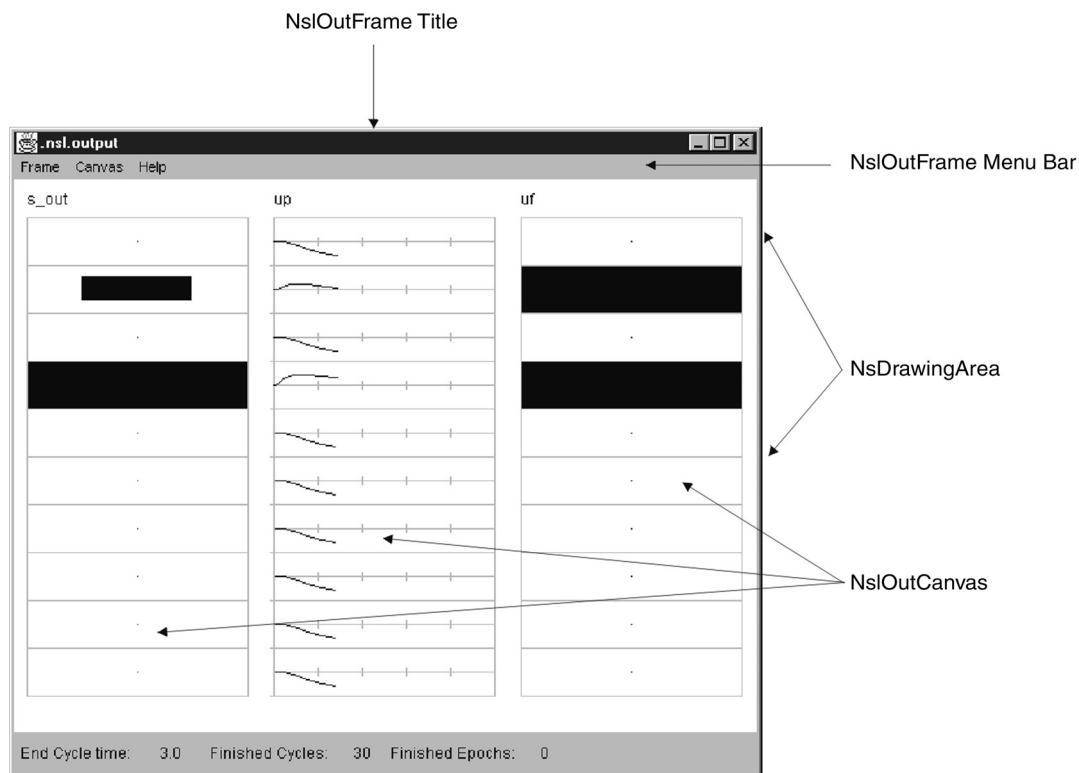 NslOutFrame Title
.nsl.output
Frame Canvas Help
NslOutFrame Menu Bar
s_out up uf
NsDrawingArea
NslOutCanvas
End Cycle time: 3.0 Finished Cycles: 30 Finished Epochs: 0